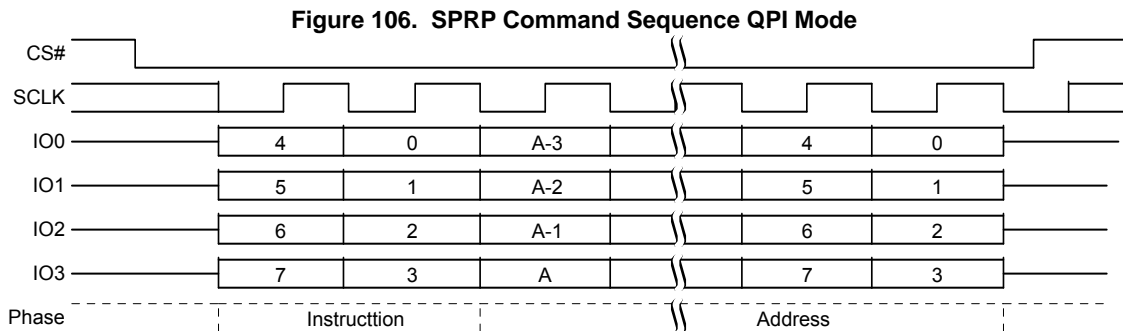 Figure 106. SPRP Command Sequence QPI Mode
CS#
SCLK
IO0 4 0 A-3 4 0
IO1 5 1 A-2 5 1
IO2 6 2 A-1 6 2
IO3 7 3 A 7 3
Phase Instructtion Address